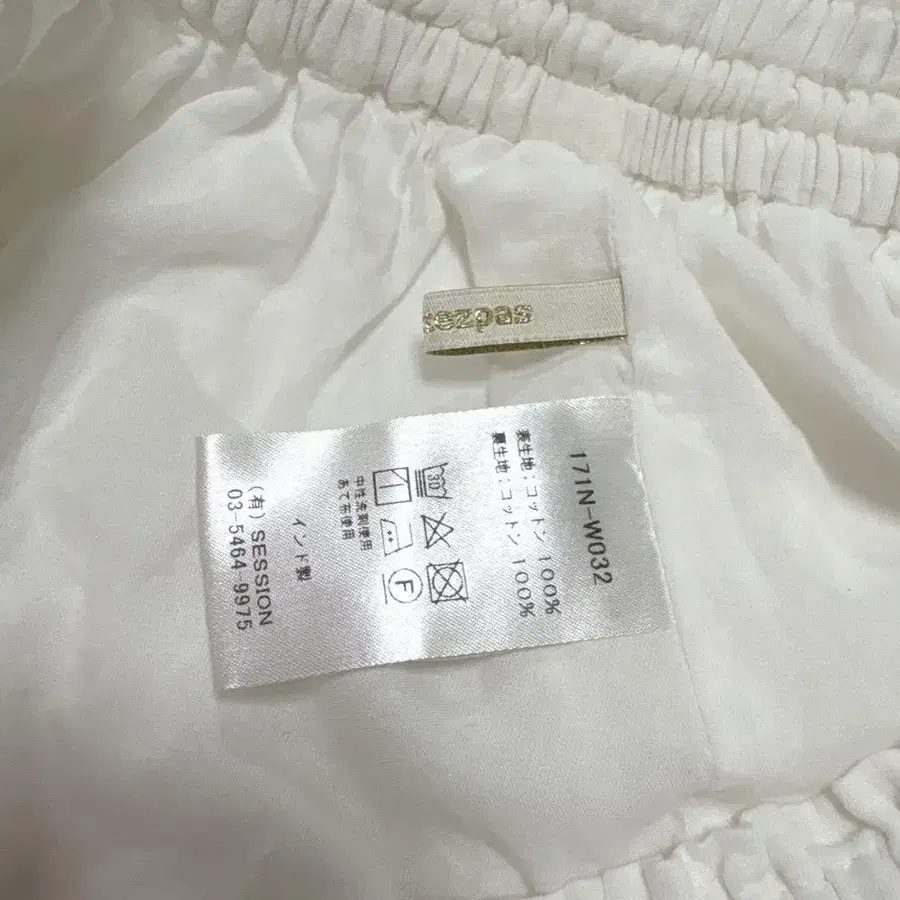 171N-W032
表生地：コットン 100%
裏生地：コットン 100%
30
F
中性洗剤使用
あて布使用
インド製
(有) SESSION
03-5464-9975